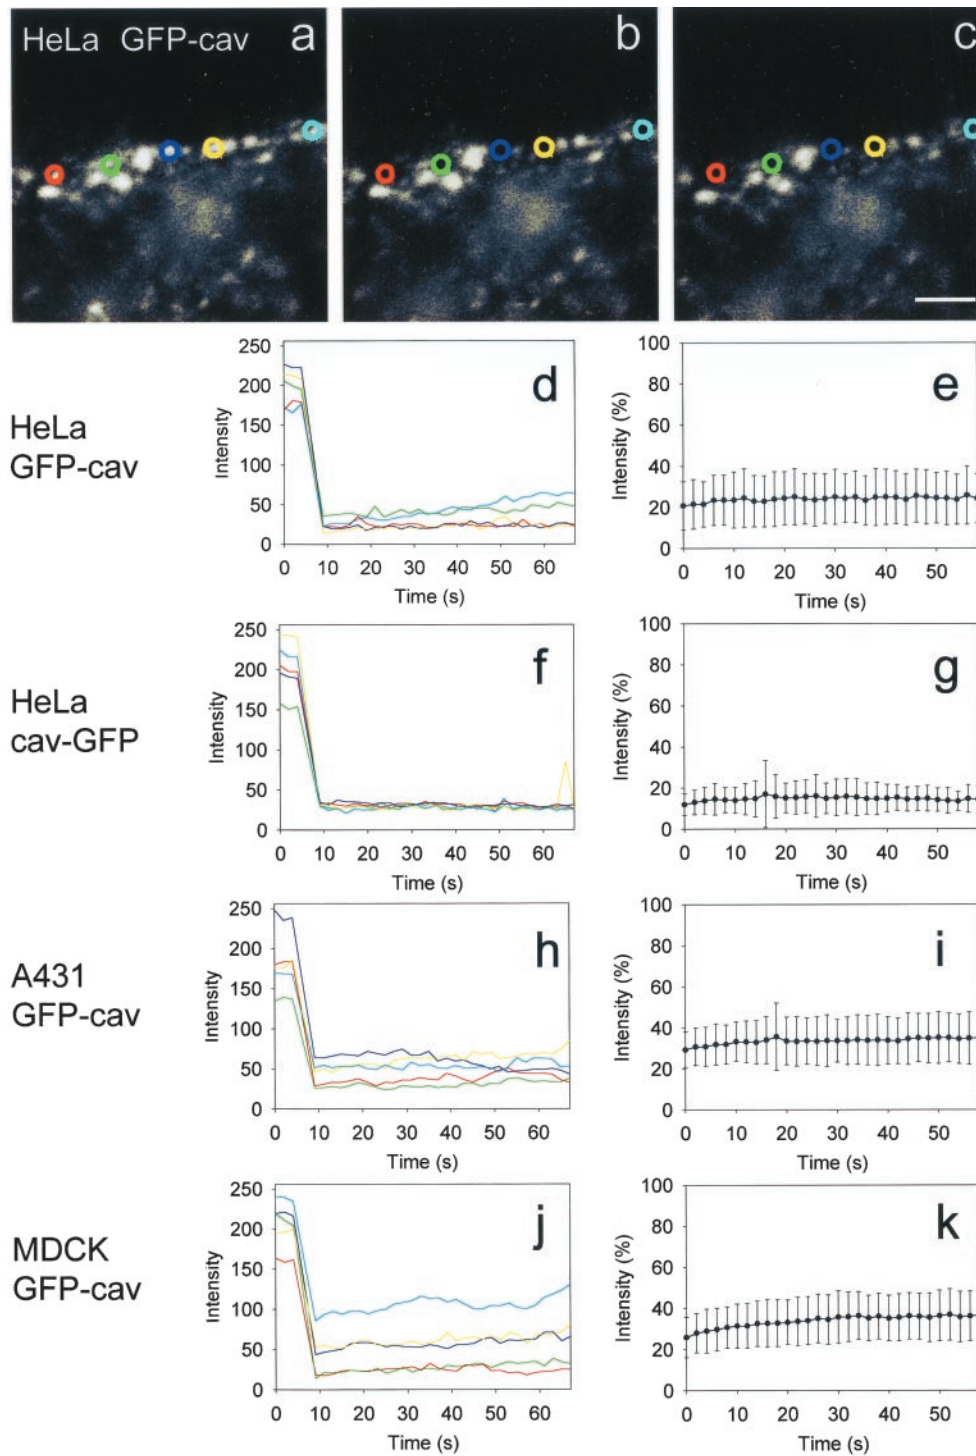 HeLa GFP-cav a
b
c
HeLa
GFP-cav
250
200
150
100
50
0
Intensity
d
0 10 20 30 40 50 60
Time (s)
100
80
60
40
20
0
Intensity (%)
e
0 10 20 30 40 50
Time (s)
HeLa
cav-GFP
250
200
150
100
50
0
Intensity
f
0 10 20 30 40 50 60
Time (s)
100
80
60
40
20
0
Intensity (%)
g
0 10 20 30 40 50
Time (s)
A431
GFP-cav
250
200
150
100
50
0
Intensity
h
0 10 20 30 40 50 60
Time (s)
100
80
60
40
20
0
Intensity (%)
i
0 10 20 30 40 50
Time (s)
MDCK
GFP-cav
250
200
150
100
50
0
Intensity
j
0 10 20 30 40 50 60
Time (s)
100
80
60
40
20
0
Intensity (%)
k
0 10 20 30 40 50
Time (s)